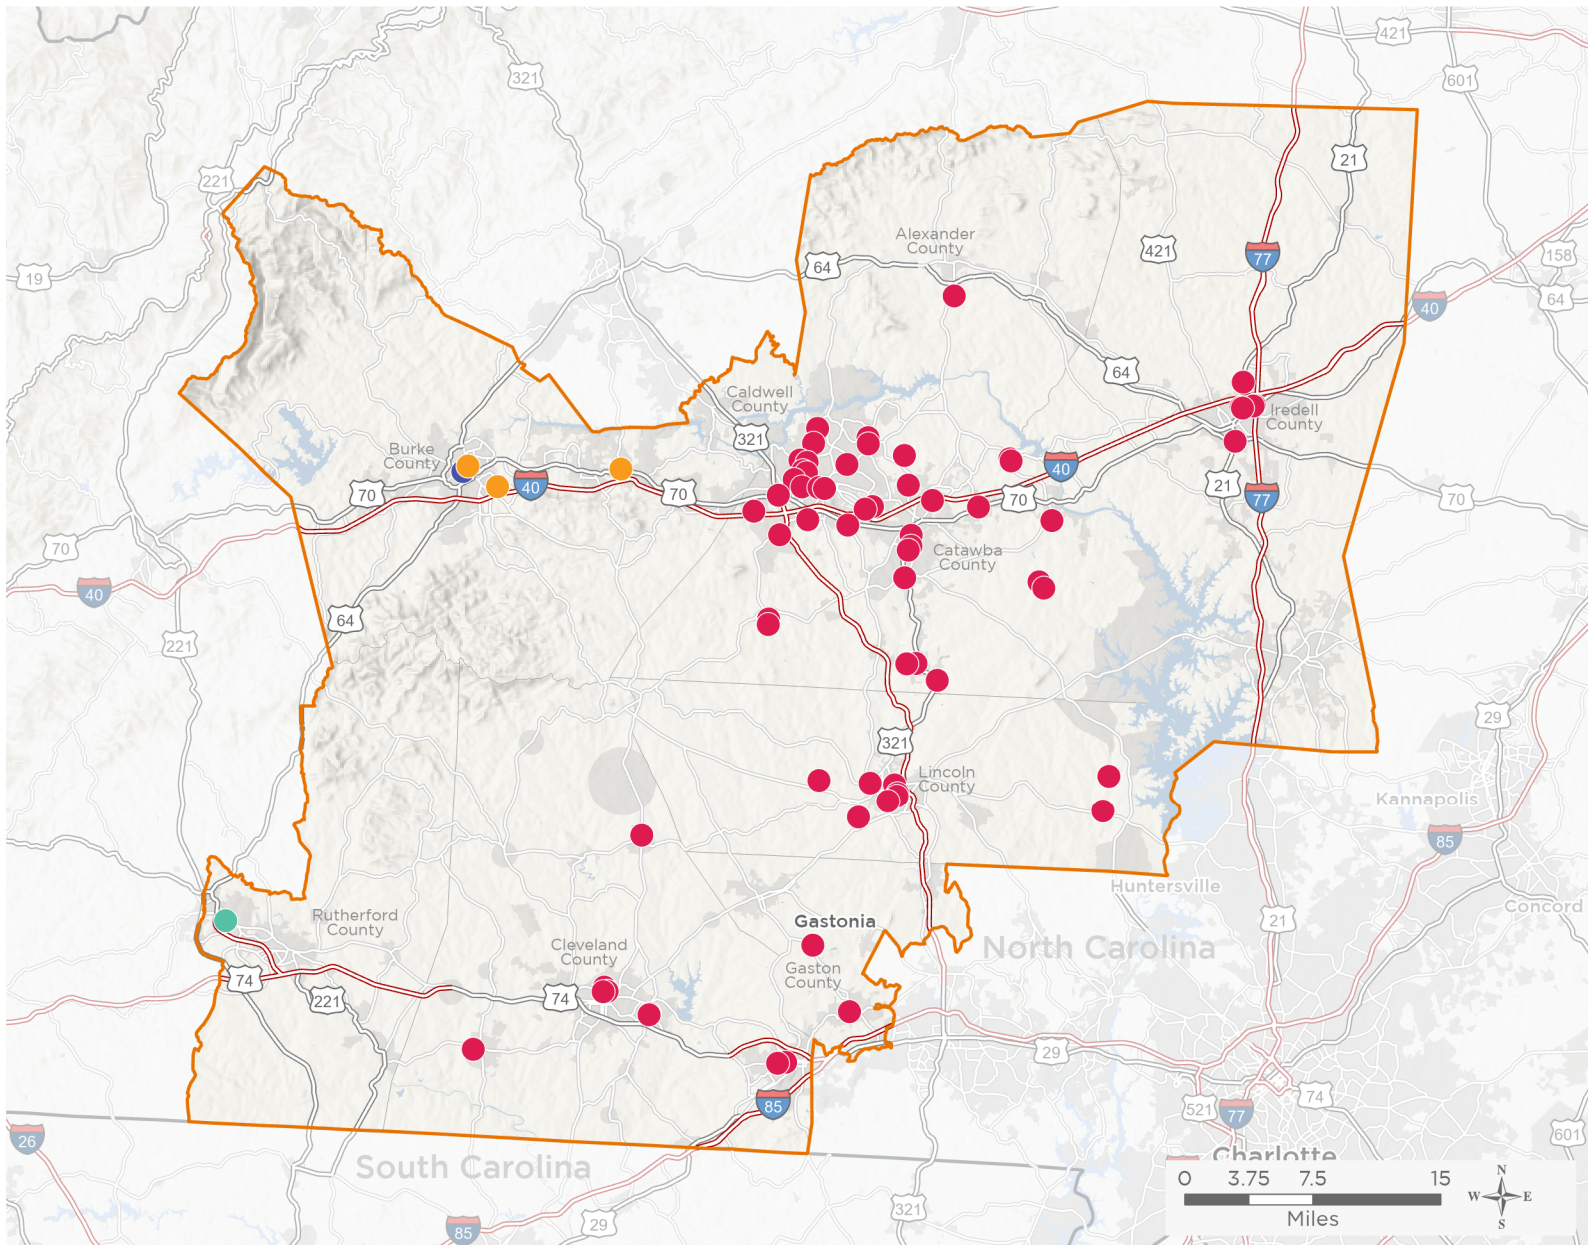 421
321
601
221
21
Alexander
County
421
77
158
19
64
64
40
64
Caldwell
County
Iredell
County
321
Burke
County
40
40
70
70
70
21
77
70
70
Catawba
County
40
64
221
29
321
Lincoln
County
Kannapolis
85
Huntersville
Concord
Rutherford
County
Gastonia
21
Cleveland
County
North Carolina
Gaston
County
74
221
74
29
85
521
77
74
26
601
Charlotte
South Carolina
0 3.75 7.5 15
Miles
N
W E
S
321
29
85